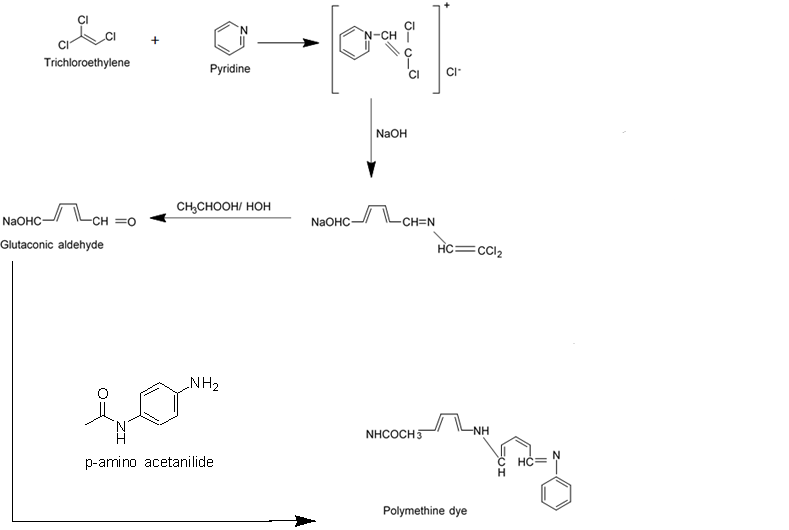 Cl
Cl
Cl
Trichloroethylene
+
N
Pyridine
N-CH
Cl
C
Cl
+
Cl-
NaOH
NaOHC
CH=O
Glutaconic aldehyde
CH3CHOOH/ HOH
NaOHC
CH=N
HC=CCl2
O
N
H
NH2
p-amino acetanilide
NHCOCH3
NH
C
H
HC=N
Polymethine dye